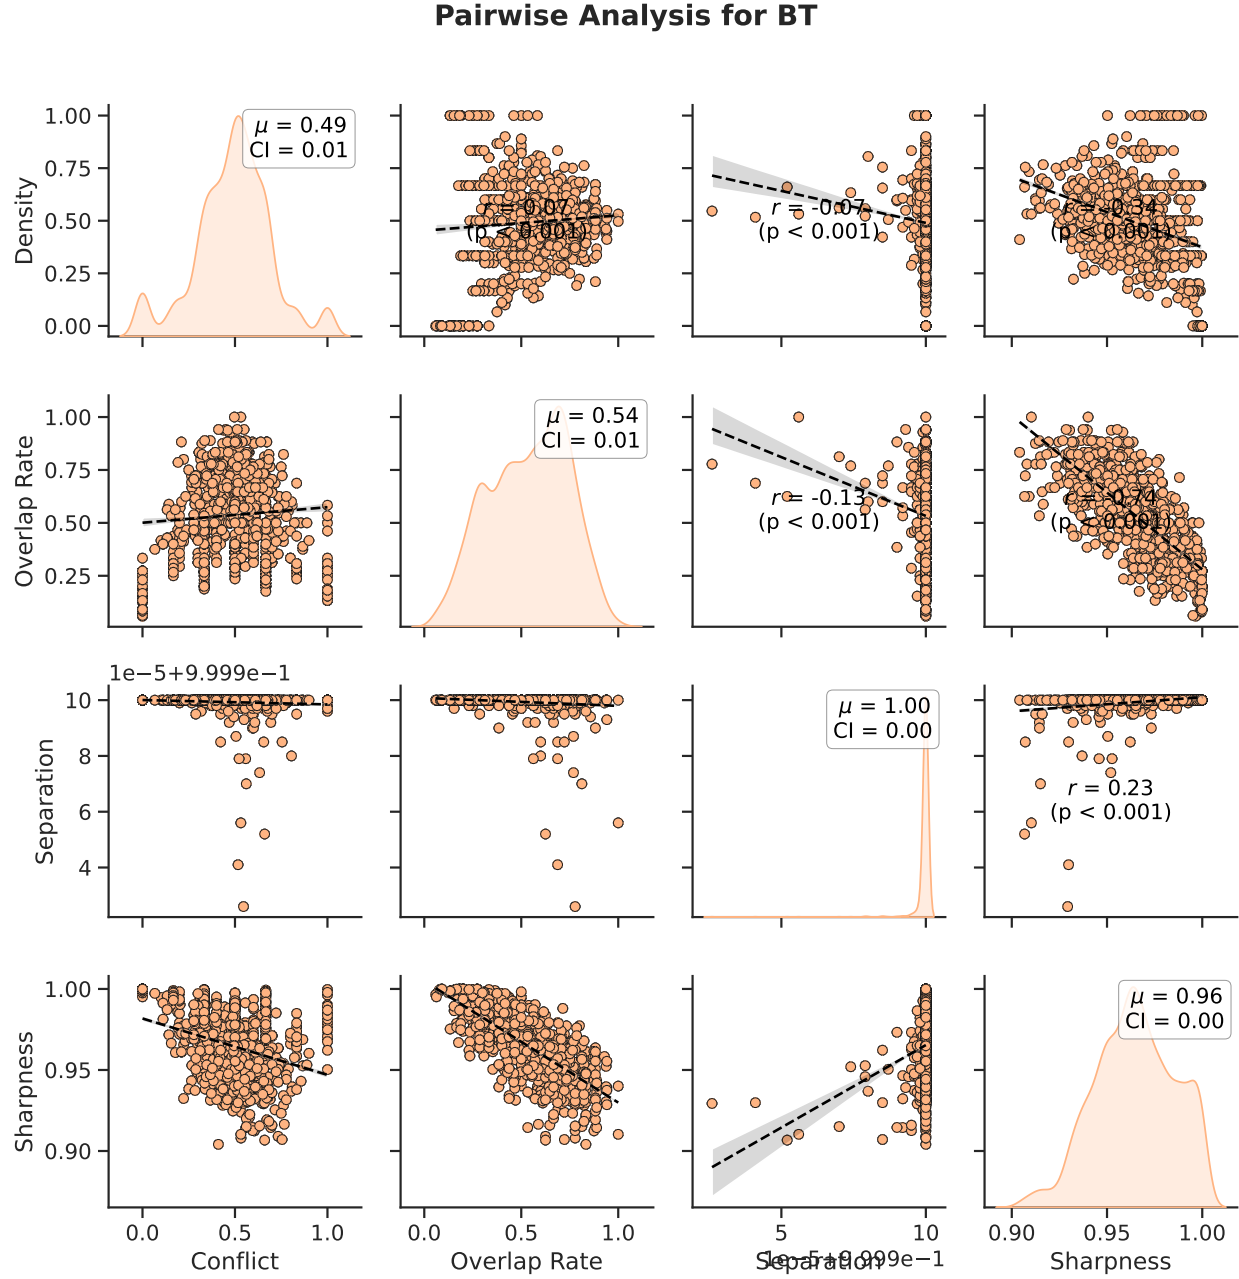 Pairwise Analysis for BT
1.00
0.75
0.50
0.25
0.00
Density
μ = 0.49
CI = 0.01
r = 0.07
(p < 0.001)
r = -0.07
(p < 0.001)
r = -0.34
(p < 0.001)
1.00
0.75
0.50
0.25
Overlap Rate
μ = 0.54
CI = 0.01
r = -0.13
(p < 0.001)
r = -0.74
(p < 0.001)
1e−5+9.999e−1
10
8
6
4
Separation
μ = 1.00
CI = 0.00
r = 0.23
(p < 0.001)
1.00
0.95
0.90
Sharpness
μ = 0.96
CI = 0.00
0.0 0.5 1.0
Conflict
0.0 0.5 1.0
Overlap Rate
5 10
1e−5+9.999e−1
Separation
0.90 0.95 1.00
Sharpness